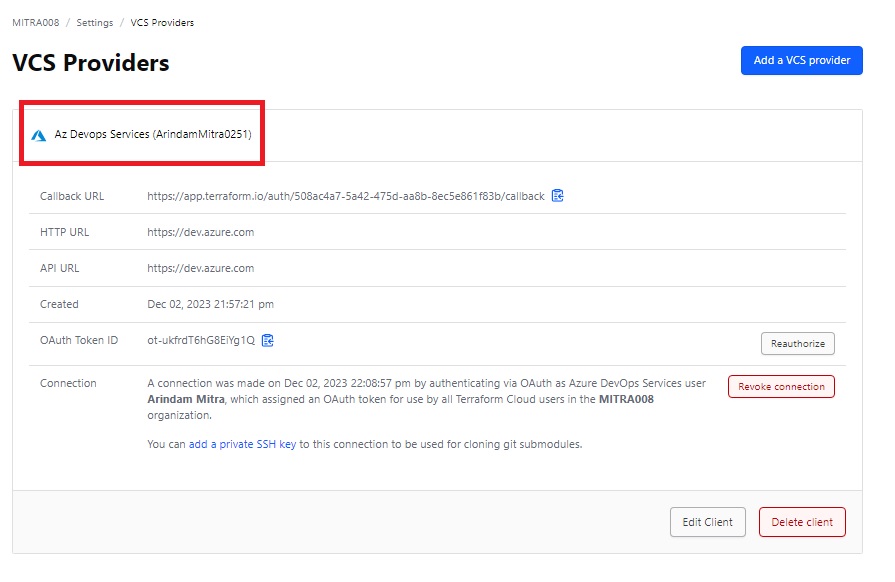 MITRA008 / Settings / VCS Providers
VCS Providers
Add a VCS provider
Az Devops Services (ArindamMitra0251)
Callback URL https://app.terraform.io/auth/508ac4a7-5a42-475d-aa8b-8ec5e861f83b/callback
HTTP URL https://dev.azure.com
API URL https://dev.azure.com
Created Dec 02, 2023 21:57:21 pm
OAuth Token ID ot-ukfrdT6hG8EiYg1Q
Reauthorize
Connection A connection was made on Dec 02, 2023 22:08:57 pm by authenticating via OAuth as Azure DevOps Services user
Arindam Mitra, which assigned an OAuth token for use by all Terraform Cloud users in the MITRA008
organization.
Revoke connection
You can add a private SSH key to this connection to be used for cloning git submodules.
Edit Client
Delete client